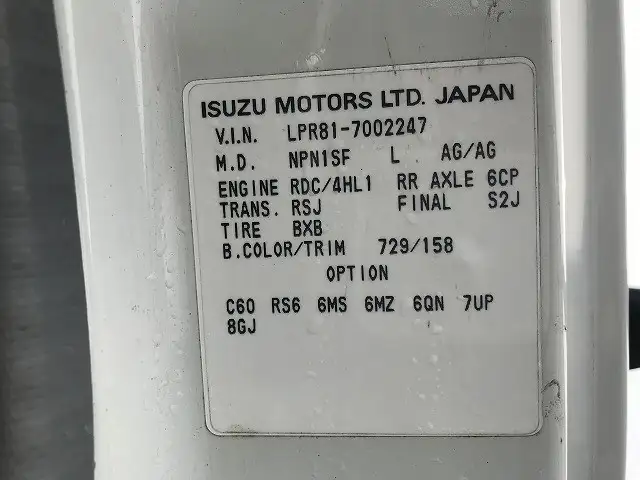 ISUZU MOTORS LTD. JAPAN
V.I.N. LPR81-7002247
M.D. NPN1SF L AG/AG
ENGINE RDC/4HL1 RR AXLE 6CP
TRANS. RSJ FINAL S2J
TIRE BXB
B.COLOR/TRIM 729/158
OPTION
C60 RS6 6MS 6MZ 6QN 7UP
8GJ